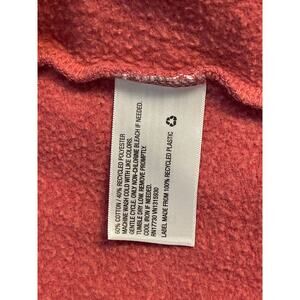 60% COTTON / 40% RECYCLED POLYESTER
MACHINE WASH COLD WITH LIKE COLORS.
GENTLE CYCLE. ONLY NON-CHLORINE BLEACH IF NEEDED.
TUMBLE DRY LOW. REMOVE PROMPTLY.
COOL IRON IF NEEDED.
LABEL MADE FROM 100% RECYCLED PLASTIC